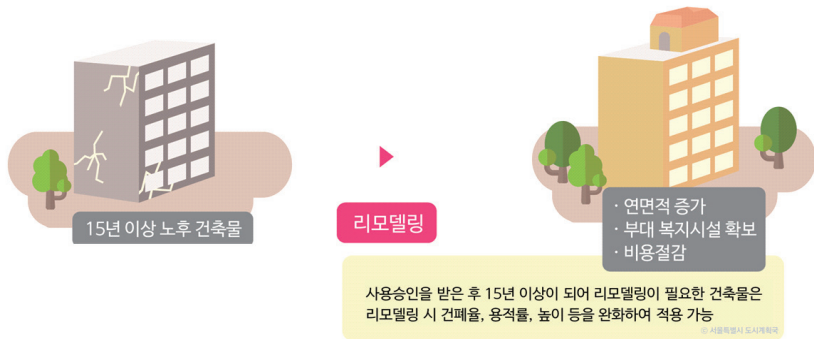 15년 이상 노후 건축물
리모델링
· 연면적 증가
· 부대 복지시설 확보
· 비용절감
사용승인을 받은 후 15년 이상이 되어 리모델링이 필요한 건축물은
리모델링 시 건폐율, 용적률, 높이 등을 완화하여 적용 가능
© 서울특별시 도시계획국